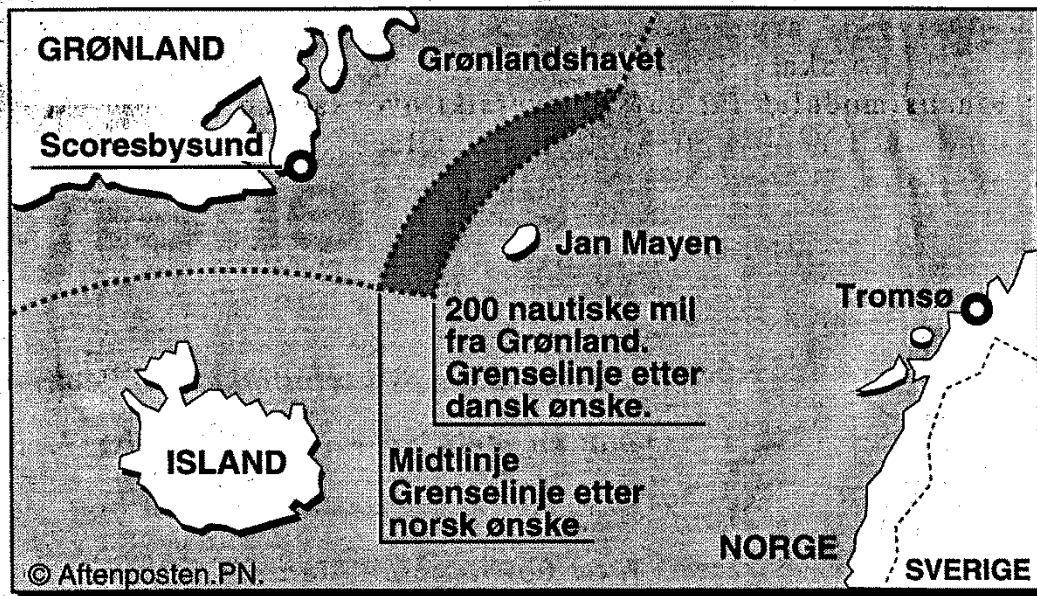 GRØNLAND
Grønlandshavet
Scoresbysund
Jan Mayen
Tromsø
200 nautiske mil
fra Grønland.
Grenselinje etter
dansk ønske.
ISLAND
Midtlinje
Grenselinje etter
norsk ønske
NORGE
SVERIGE
© Aftenposten.PN.